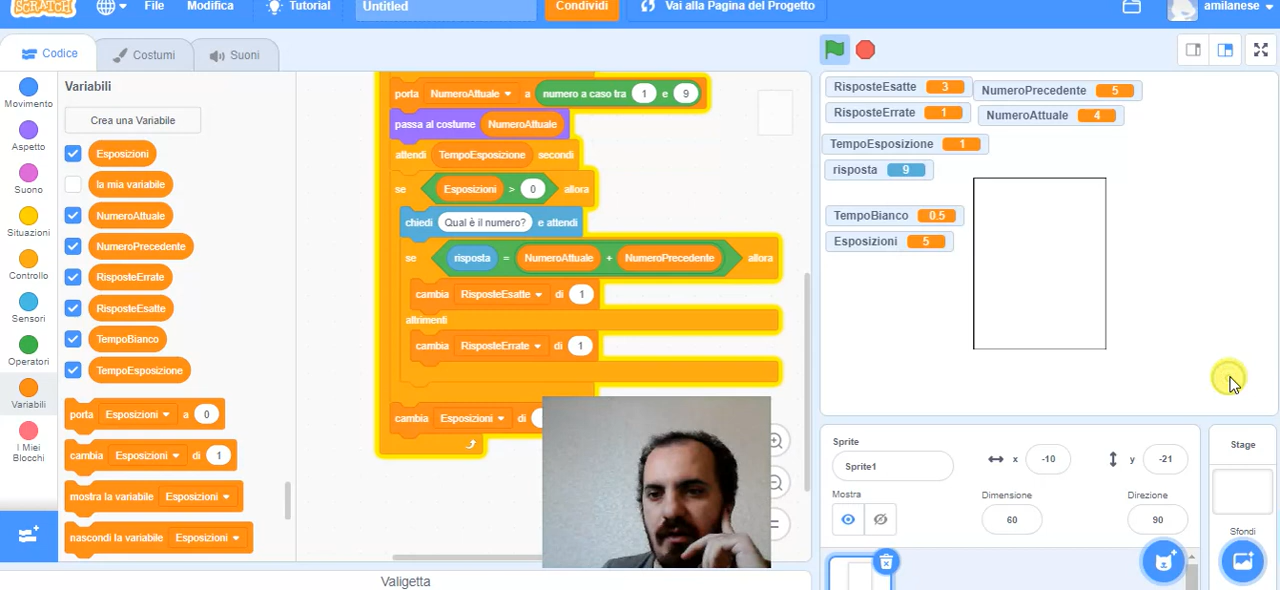 SCRATCH File Modifica Tutorial Untitled Condividi Vai alla Pagina del Progetto amilanese
Codice Costumi Suoni
Movimento
Aspetto
Suono
Situazioni
Controllo
Sensori
Operatori
Variabili
I Miei
Blocchi
Variabili
Crea una Variabile
Esposizioni
la mia variabile
NumeroAttuale
NumeroPrecedente
RisposteErrate
RisposteEsatte
TempoBianco
TempoEsposizione
porta Esposizioni a 0
cambia Esposizioni di 1
mostra la variabile Esposizioni
nascondi la variabile Esposizioni
porta NumeroAttuale a numero a caso tra 1 e 9
passa al costume NumeroAttuale
attendi TempoEsposizione secondi
se Esposizioni > 0 allora
chiedi Qual è il numero? e attendi
se risposta = NumeroAttuale + NumeroPrecedente allora
cambia RisposteEsatte di 1
altrimenti
cambia RisposteErrate di 1
cambia Esposizioni di
Valigetta
RisposteEsatte 3 NumeroPrecedente 5
RisposteErrate 1 NumeroAttuale 4
TempoEsposizione 1
risposta 9
TempoBianco 0.5
Esposizioni 5
Sprite
Sprite1 x -10 y -21
Mostra Dimensione Direzione
60 90
Stage
Sfondi